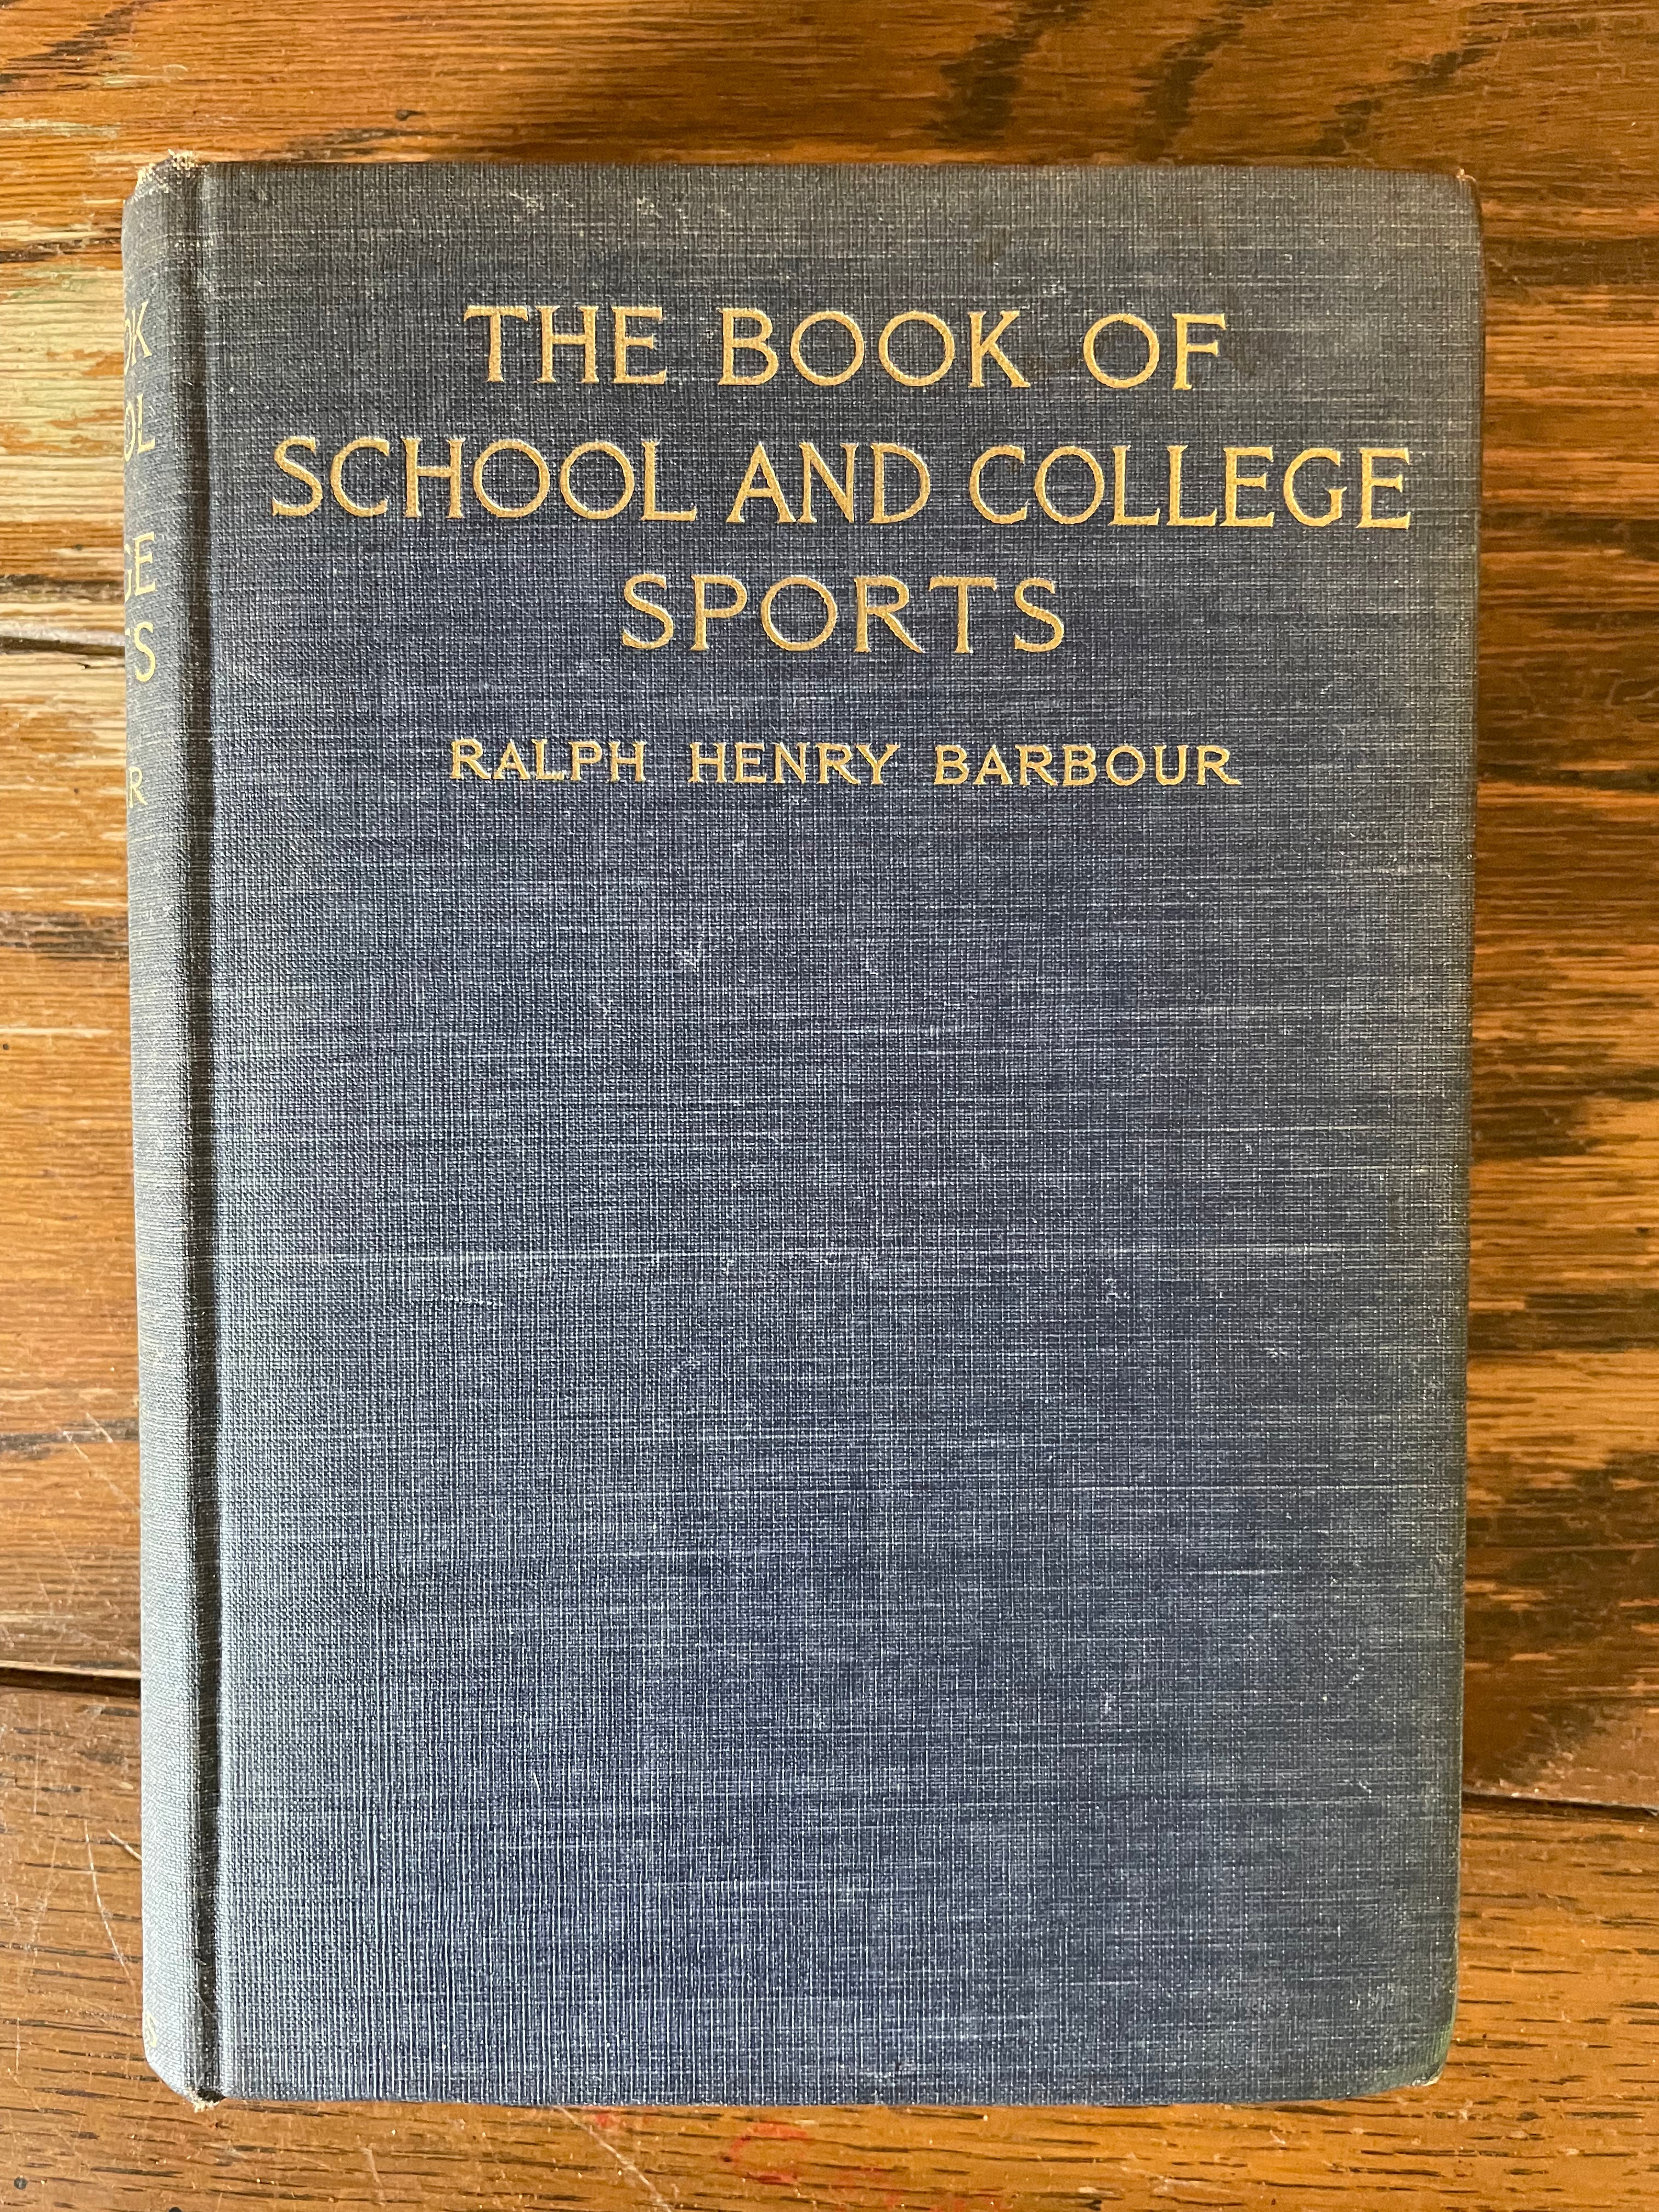 THE BOOK OF
SCHOOL AND COLLEGE
SPORTS
RALPH HENRY BARBOUR